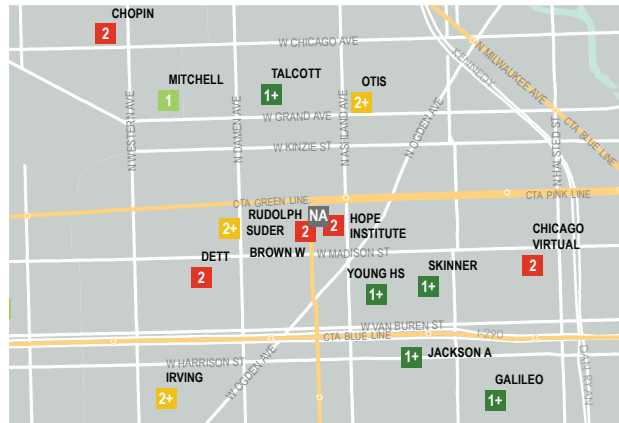 CHOPIN
2
W CHICAGO AVE
N MILWAUKEE AVE
KENNEDY
MITCHELL
1
TALCOTT
1+
OTIS
2+
N WESTERN AVE
N DAMEN AVE
W GRAND AVE
N ASHLAND AVE
N OGDEN AVE
N HALSTED ST
CTA BLUE LINE
W KINZIE ST
CTA GREEN LINE
CTA PINK LINE
2+
RUDOLPH
SUDER
NA
2
2
HOPE
INSTITUTE
BROWN W
W MADISON ST
CHICAGO
VIRTUAL
2
DETT
2
YOUNG HS
1+
SKINNER
1+
W VAN BUREN ST
I-290
CTA BLUE LINE
W HARRISON ST
W OGDEN AVE
DAN RYAN
1+
JACKSON A
IRVING
2+
GALILEO
1+